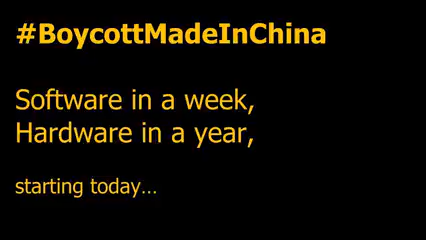 #BoycottMadeInChina
Software in a week,
Hardware in a year,
starting today...